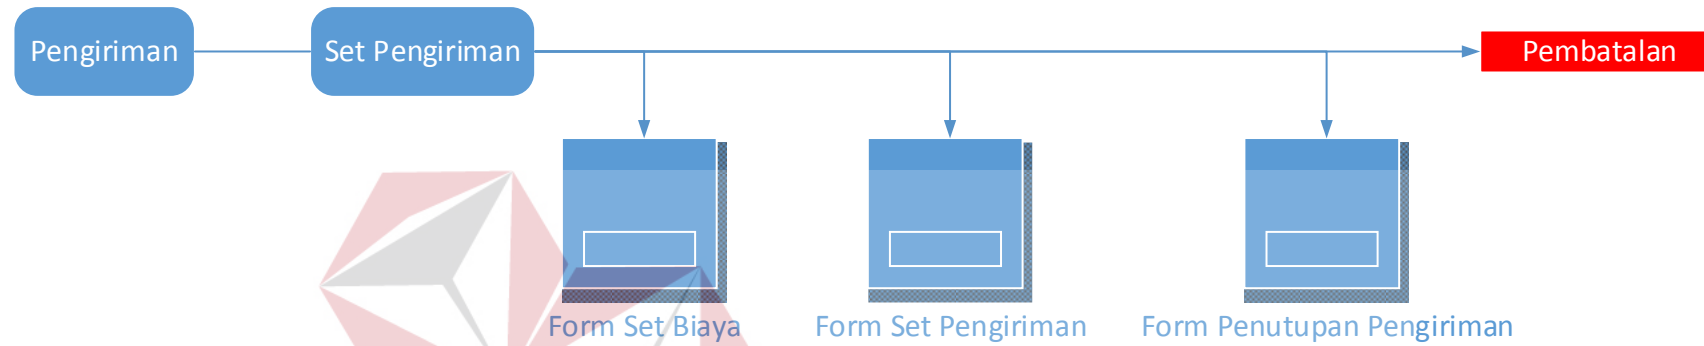 Pengiriman
Set Pengiriman
Pembatalan
Form Set Biaya
Form Set Pengiriman
Form Penutupan Pengiriman